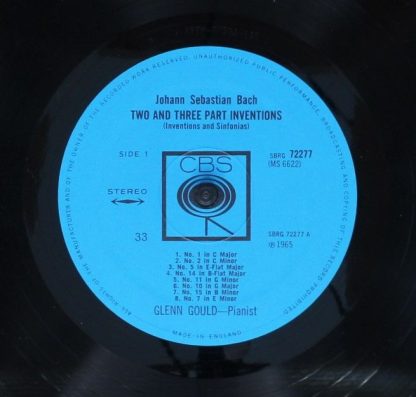 ALL RIGHTS OF THE MANUFACTURER AND OF THE OWNER OF THE RECORDED WORK RESERVED. UNAUTHORIZED PUBLIC PERFORMANCE, BROADCASTING AND COPYING OF THIS RECORD PROHIBITED
Johann Sebastian Bach
TWO AND THREE PART INVENTIONS
(Inventions and Sinfonias)
SIDE 1
SBRG 72277
(MS 6622)
CBS
STEREO
33
SBRG 72277 A
℗ 1965
1. No. 1 in C Major
2. No. 2 in C Minor
3. No. 5 in E-Flat Major
4. No. 14 in B-Flat Major
5. No. 11 in G Minor
6. No. 10 in G Major
7. No. 15 in B Minor
8. No. 7 in E Minor
GLENN GOULD—Pianist
MADE IN ENGLAND